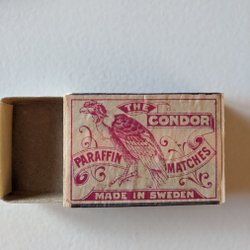 THE
CONDOR
PARAFFIN
MATCHES
MADE IN SWEDEN